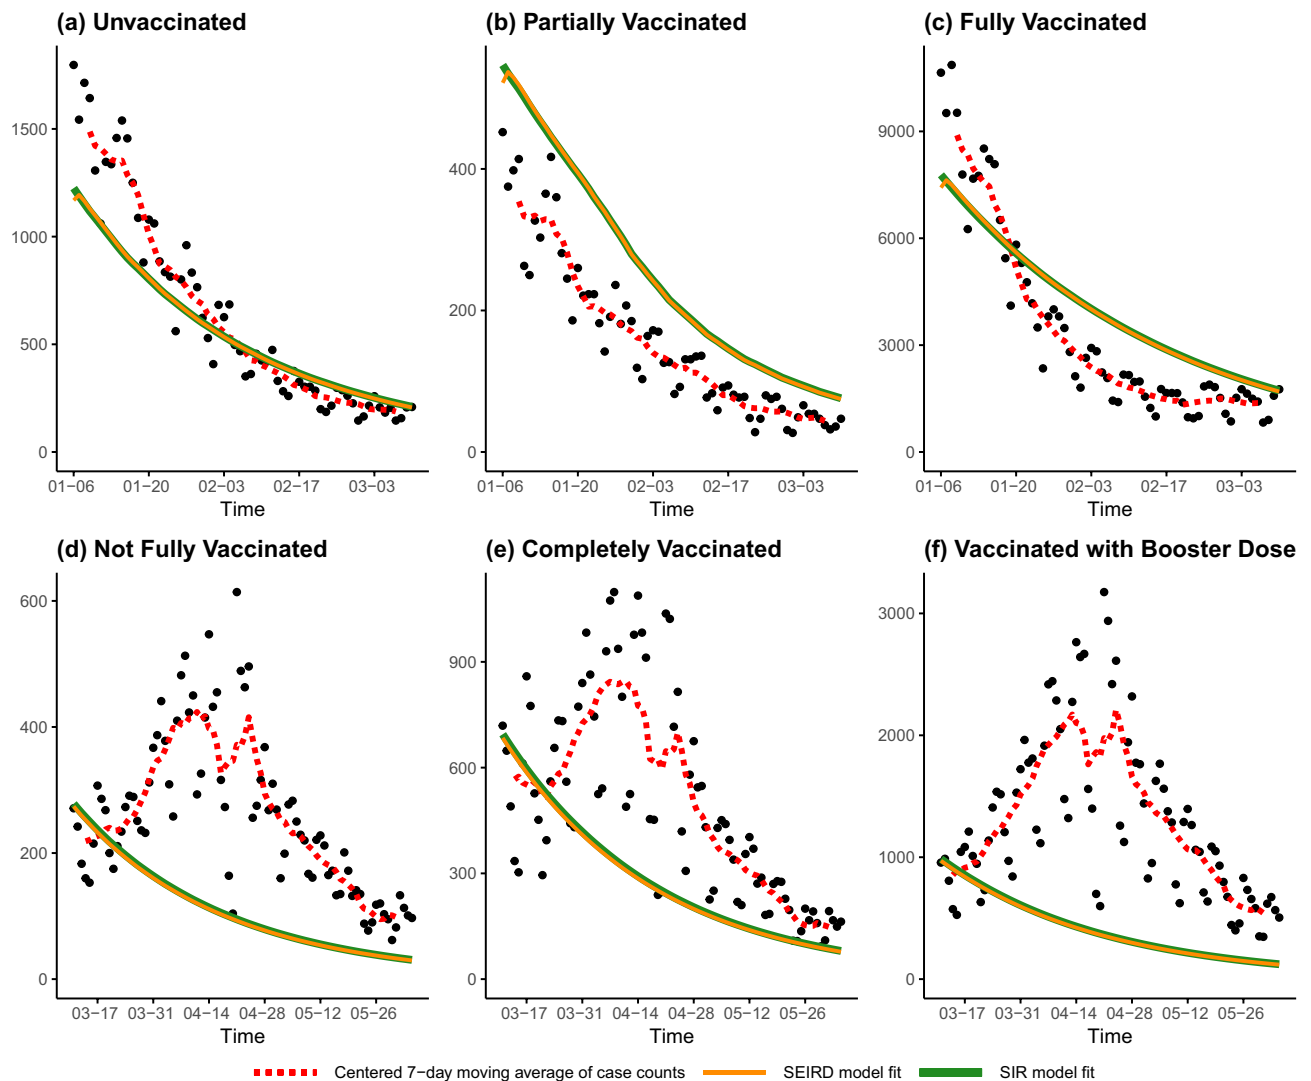 (a) Unvaccinated (b) Partially Vaccinated (c) Fully Vaccinated
1500
1000
500
0
01−06 01−20 02−03 02−17 03−03
Time
400
200
0
01−06 01−20 02−03 02−17 03−03
Time
9000
6000
3000
0
01−06 01−20 02−03 02−17 03−03
Time
(d) Not Fully Vaccinated (e) Completely Vaccinated (f) Vaccinated with Booster Dose
600
400
200
0
03−17 03−31 04−14 04−28 05−12 05−26
Time
900
600
300
0
03−17 03−31 04−14 04−28 05−12 05−26
Time
3000
2000
1000
0
03−17 03−31 04−14 04−28 05−12 05−26
Time
Centered 7−day moving average of case counts SEIRD model fit SIR model fit